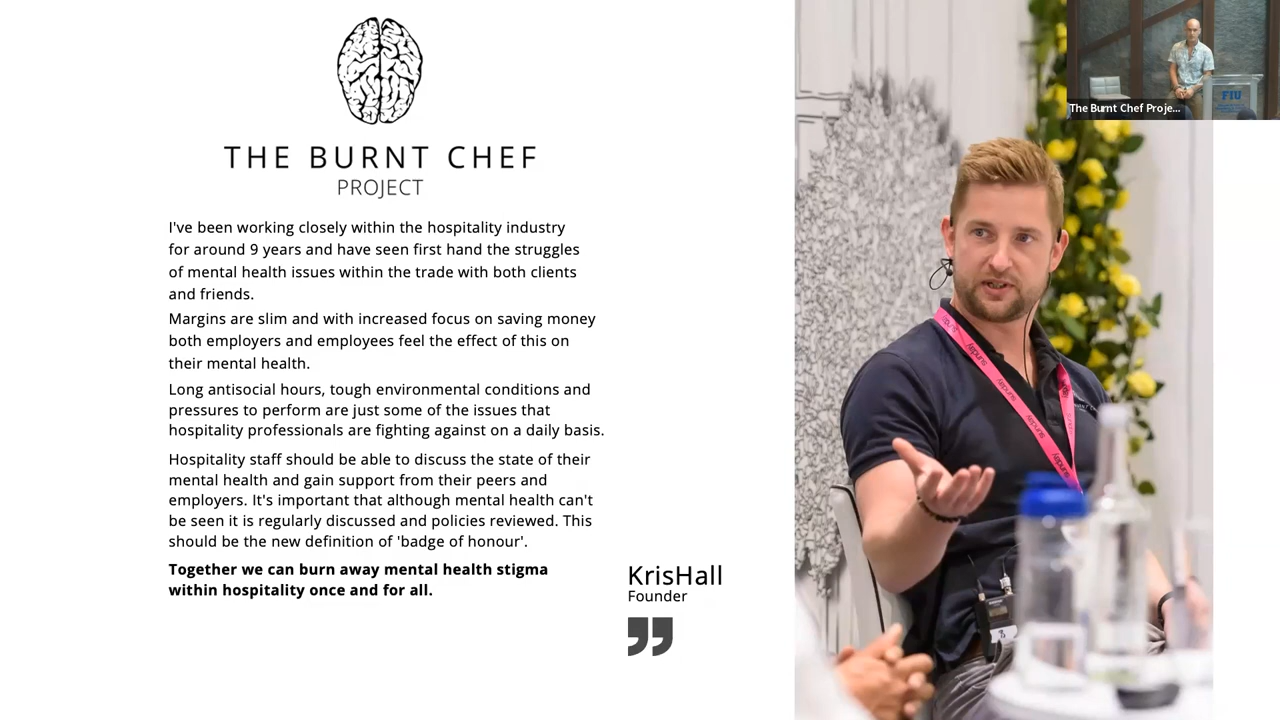 THE BURNT CHEF
PROJECT
I've been working closely within the hospitality industry
for around 9 years and have seen first hand the struggles
of mental health issues within the trade with both clients
and friends.
Margins are slim and with increased focus on saving money
both employers and employees feel the effect of this on
their mental health.
Long antisocial hours, tough environmental conditions and
pressures to perform are just some of the issues that
hospitality professionals are fighting against on a daily basis.
Hospitality staff should be able to discuss the state of their
mental health and gain support from their peers and
employers. It's important that although mental health can't
be seen it is regularly discussed and policies reviewed. This
should be the new definition of 'badge of honour'.
Together we can burn away mental health stigma
within hospitality once and for all.
KrisHall
Founder
”
The Burnt Chef Proje...
FIU
sunday
sunday
sunday
sunday
8